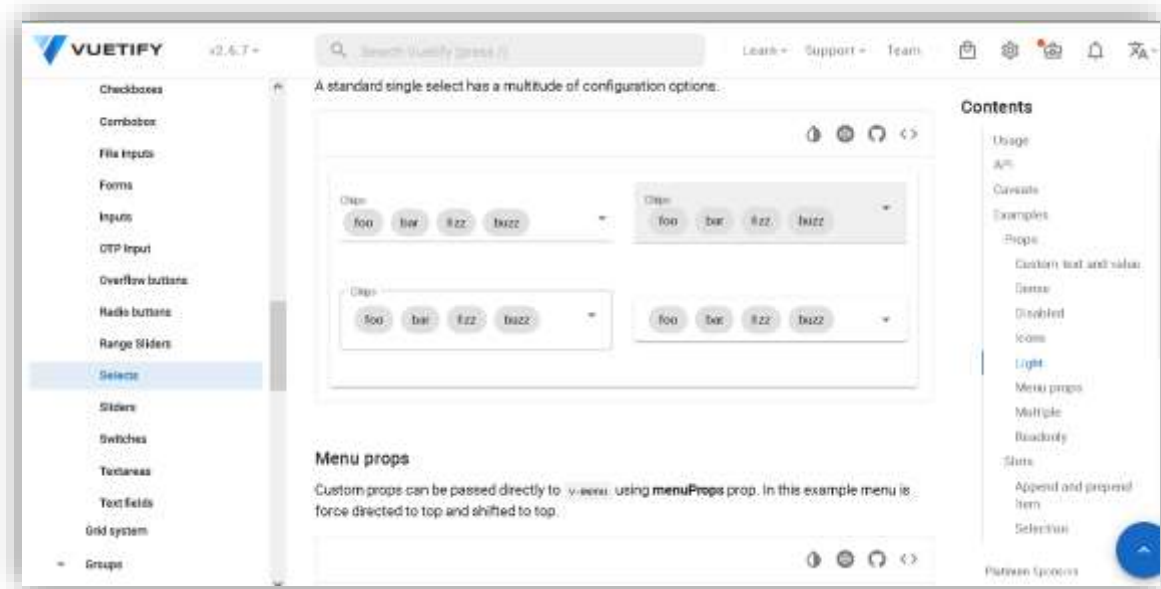 VUETIFY
v2.6.7
Search Vuetify (press /)
Learn
Support
Team
Checkboxes
Combobox
File inputs
Forms
Inputs
OTP Input
Overflow buttons
Radio buttons
Range Sliders
Selects
Sliders
Switches
Textareas
Text fields
Grid system
Groups
A standard single select has a multitude of configuration options.
Chips
foo bar fizz buzz
Chips
foo bar fizz buzz
Chips
foo bar fizz buzz
foo bar fizz buzz
Menu props
Custom props can be passed directly to v-menu using menuProps prop. In this example menu is
force directed to top and shifted to top.
Contents
Usage
API
Caveats
Examples
Props
Custom text and value
Dense
Disabled
Icons
Light
Menu props
Multiple
Readonly
Slots
Append and prepend
item
Selection
Platinum Sponsors